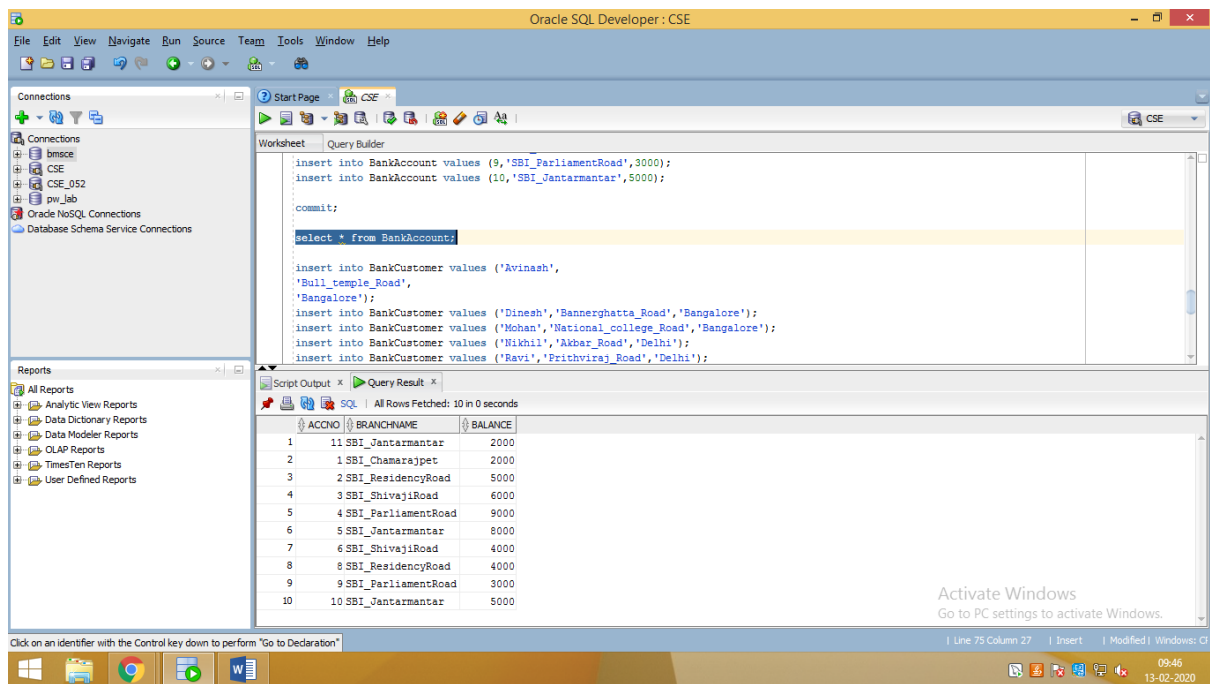 Oracle SQL Developer : CSE
File Edit View Navigate Run Source Team Tools Window Help
Connections
Connections
bmsce
CSE
CSE_052
pw_lab
Oracle NoSQL Connections
Database Schema Service Connections
Reports
All Reports
Analytic View Reports
Data Dictionary Reports
Data Modeler Reports
OLAP Reports
TimesTen Reports
User Defined Reports
Start Page CSE
CSE
Worksheet Query Builder
insert into BankAccount values (9,'SBI_ParliamentRoad',3000);
insert into BankAccount values (10,'SBI_Jantarmantar',5000);
commit;
select * from BankAccount;
insert into BankCustomer values ('Avinash',
'Bull_temple_Road',
'Bangalore');
insert into BankCustomer values ('Dinesh','Bannerghatta_Road','Bangalore');
insert into BankCustomer values ('Mohan','National_college_Road','Bangalore');
insert into BankCustomer values ('Nikhil','Akbar_Road','Delhi');
insert into BankCustomer values ('Ravi','Prithviraj_Road','Delhi');
Script Output x Query Result x
SQL | All Rows Fetched: 10 in 0 seconds
ACCNO BRANCHNAME BALANCE
1 11 SBI_Jantarmantar 2000
2 1 SBI_Chamarajpet 2000
3 2 SBI_ResidencyRoad 5000
4 3 SBI_ShivajiRoad 6000
5 4 SBI_ParliamentRoad 9000
6 5 SBI_Jantarmantar 8000
7 6 SBI_ShivajiRoad 4000
8 8 SBI_ResidencyRoad 4000
9 9 SBI_ParliamentRoad 3000
10 10 SBI_Jantarmantar 5000
Activate Windows
Go to PC settings to activate Windows.
Click on an identifier with the Control key down to perform "Go to Declaration"
| Line 75 Column 27 | Insert | Modified | Windows: C
09:46
13-02-2020